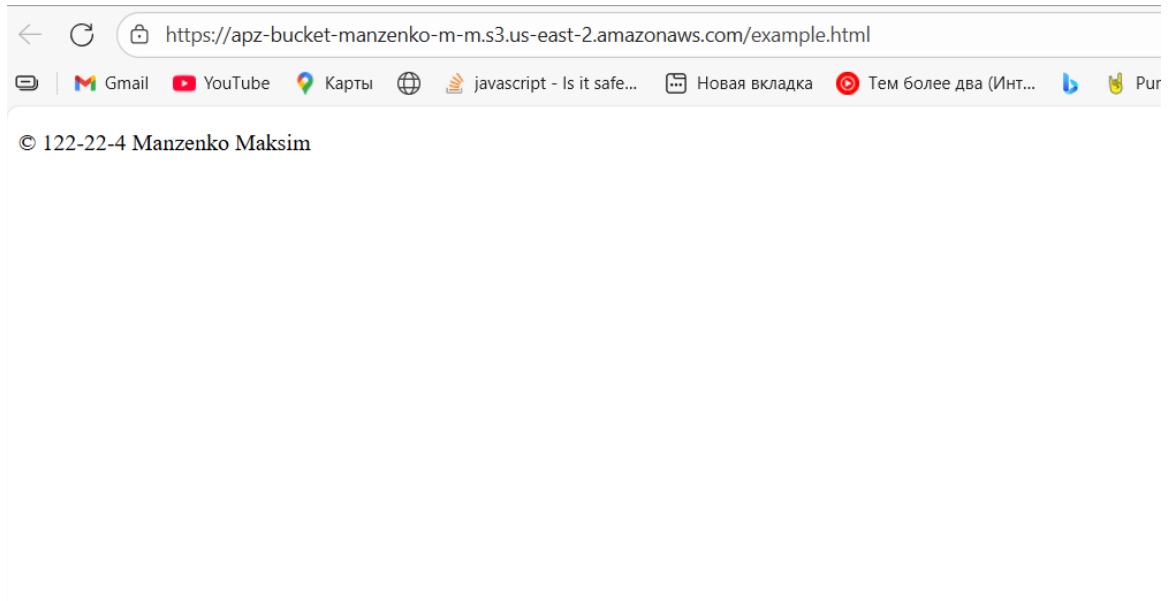 https://apz-bucket-manzenko-m-m.s3.us-east-2.amazonaws.com/example.html
Gmail YouTube Карты javascript - Is it safe... Новая вкладка Тем более два (Инт... Pur
© 122-22-4 Manzenko Maksim